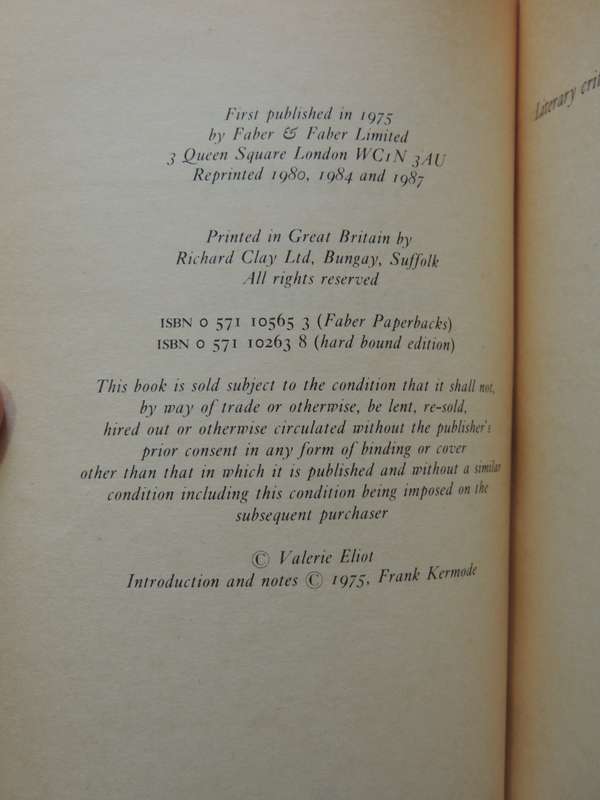 First published in 1975
by Faber & Faber Limited
3 Queen Square London WC1N 3AU
Reprinted 1980, 1984 and 1987
Printed in Great Britain by
Richard Clay Ltd, Bungay, Suffolk
All rights reserved
ISBN 0 571 10565 3 (Faber Paperbacks)
ISBN 0 571 10263 8 (hard bound edition)
This book is sold subject to the condition that it shall not,
by way of trade or otherwise, be lent, re-sold,
hired out or otherwise circulated without the publisher's
prior consent in any form of binding or cover
other than that in which it is published and without a similar
condition including this condition being imposed on the
subsequent purchaser
© Valerie Eliot
Introduction and notes © 1975, Frank Kermode
Literary